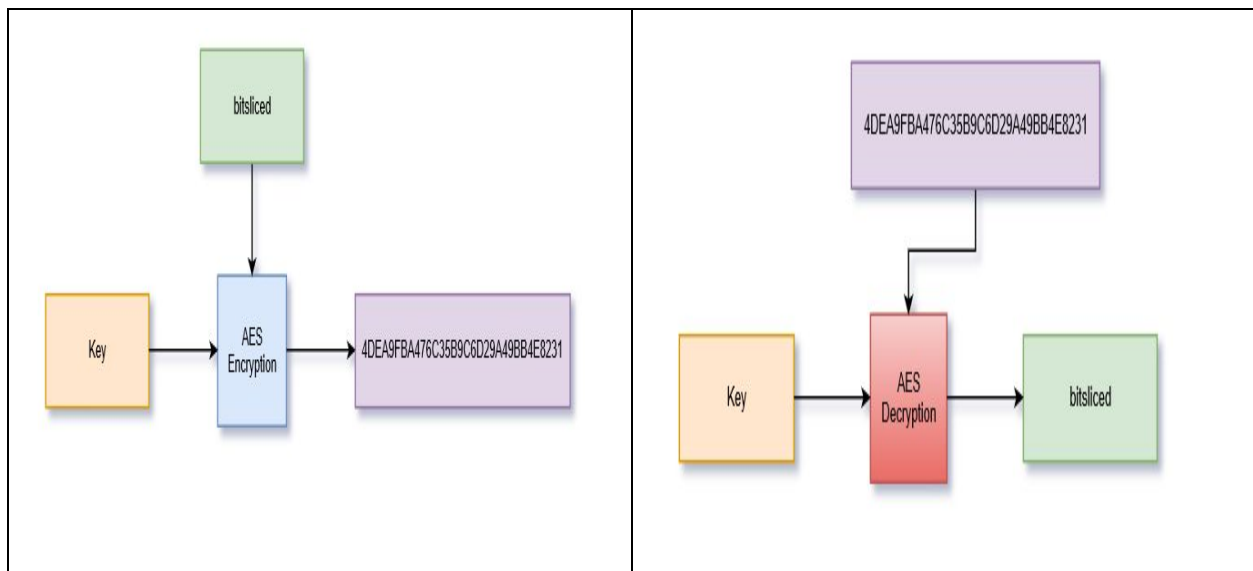 bitsliced
Key
AES
Encryption
4DEA9FBA476C35B9C6D29A49BB4E8231
4DEA9FBA476C35B9C6D29A49BB4E8231
Key
AES
Decryption
bitsliced